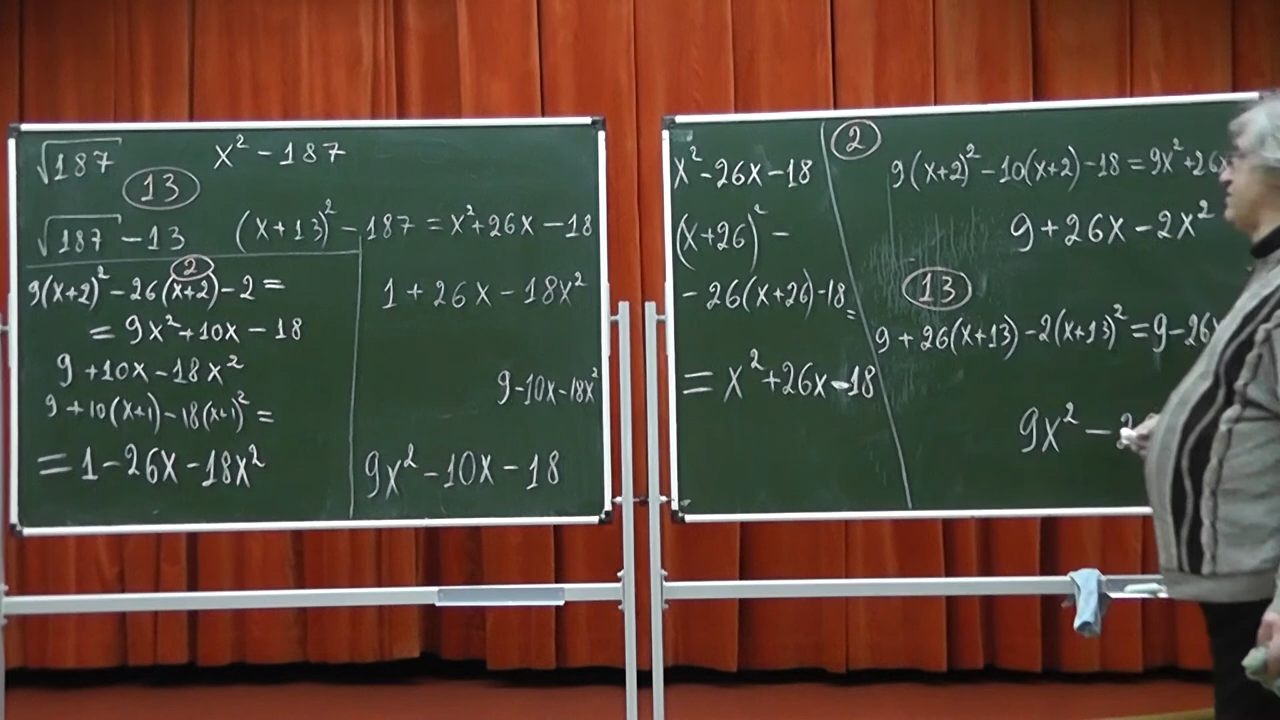 √187 x² - 187
13
√187 - 13 (x+13)² - 187 = x² + 26x - 18
2
9(x+2)² - 26(x+2) - 2 =
= 9x² + 10x - 18
9 + 10x - 18x²
9 + 10(x+1) - 18(x+1)² =
= 1 - 26x - 18x²
1 + 26x - 18x²
9 - 10x - 18x²
9x² - 10x - 18
x² - 26x - 18
(x+26)² -
- 26(x+26) - 18 =
= x² + 26x - 18
2
9(x+2)² - 10(x+2) - 18 = 9x² + 26x
9 + 26x - 2x²
13
9 + 26(x+13) - 2(x+13)² = 9 - 26x
9x² -